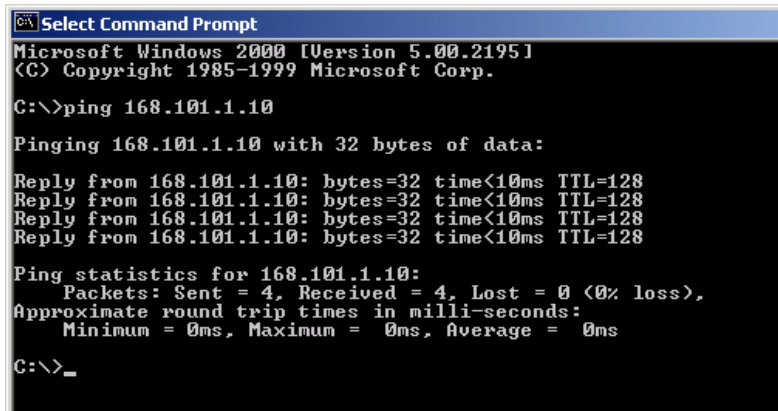 Select Command Prompt
Microsoft Windows 2000 [Version 5.00.2195]
(C) Copyright 1985-1999 Microsoft Corp.
C:\>ping 168.101.1.10
Pinging 168.101.1.10 with 32 bytes of data:
Reply from 168.101.1.10: bytes=32 time<10ms TTL=128
Reply from 168.101.1.10: bytes=32 time<10ms TTL=128
Reply from 168.101.1.10: bytes=32 time<10ms TTL=128
Reply from 168.101.1.10: bytes=32 time<10ms TTL=128
Ping statistics for 168.101.1.10:
    Packets: Sent = 4, Received = 4, Lost = 0 (0% loss),
Approximate round trip times in milli-seconds:
    Minimum = 0ms, Maximum =  0ms, Average =  0ms
C:\>_